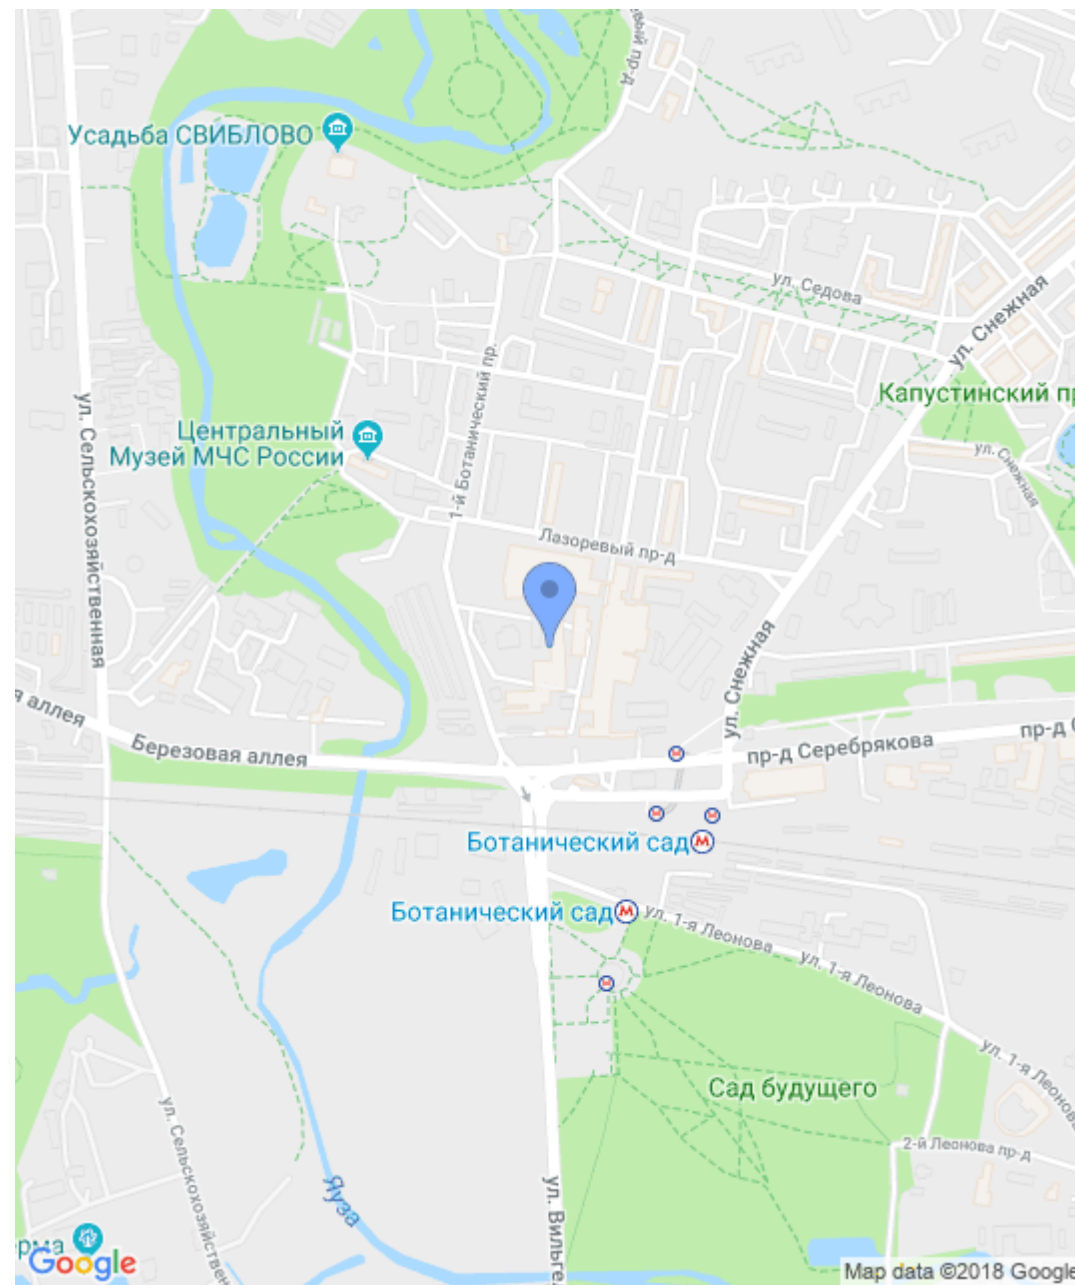 Усадьба СВИБЛОВО
ул. Седова
ул. Снежная
Капустинский
ул. Сельскохозяйственная
1-й Ботанический пр.
Центральный
Музей МЧС России
ул. Снежная
Лазоревый пр-д
ул. Снежная
аллея
Березовая аллея
пр-д Серебрякова
пр-д
Ботанический сад
Ботанический сад
ул. 1-я Леонова
ул. 1-я Леонова
ул. 1-я Леонова
Сад будущего
2-й Леонова пр-д
ул. Сельскохозяйствен
Яуза
ул. Вильге
Google
Map data ©2018 Google